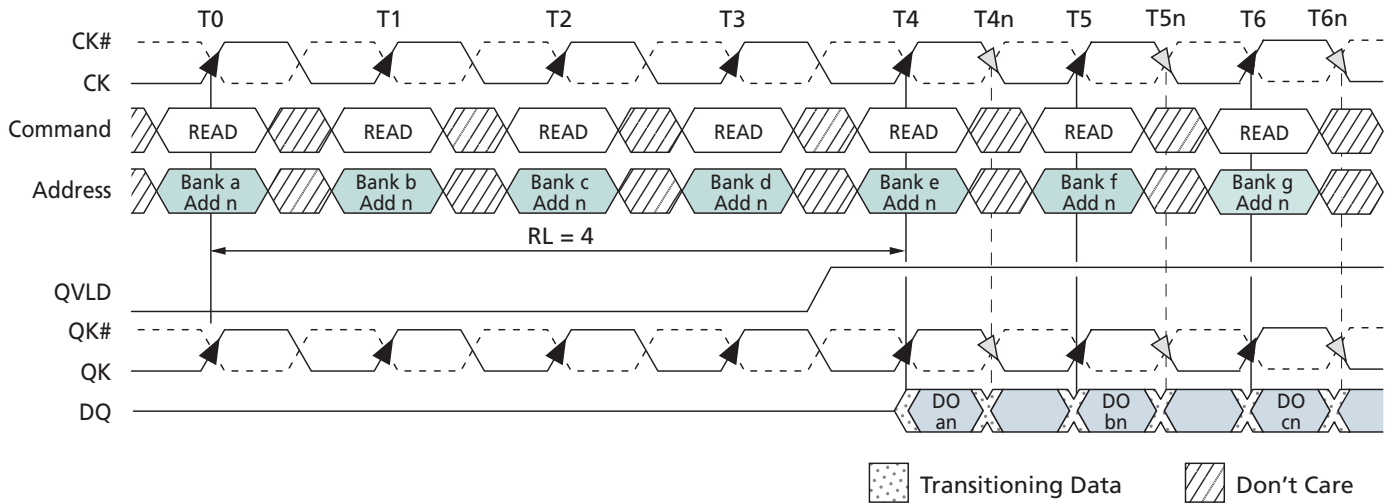 T0 T1 T2 T3 T4 T4n T5 T5n T6 T6n
CK#
CK
Command READ READ READ READ READ READ READ
Address Bank a Bank b Bank c Bank d Bank e Bank f Bank g
Add n Add n Add n Add n Add n Add n Add n
RL = 4
QVLD
QK#
QK
DQ DO DO DO
an bn cn
Transitioning Data Don't Care